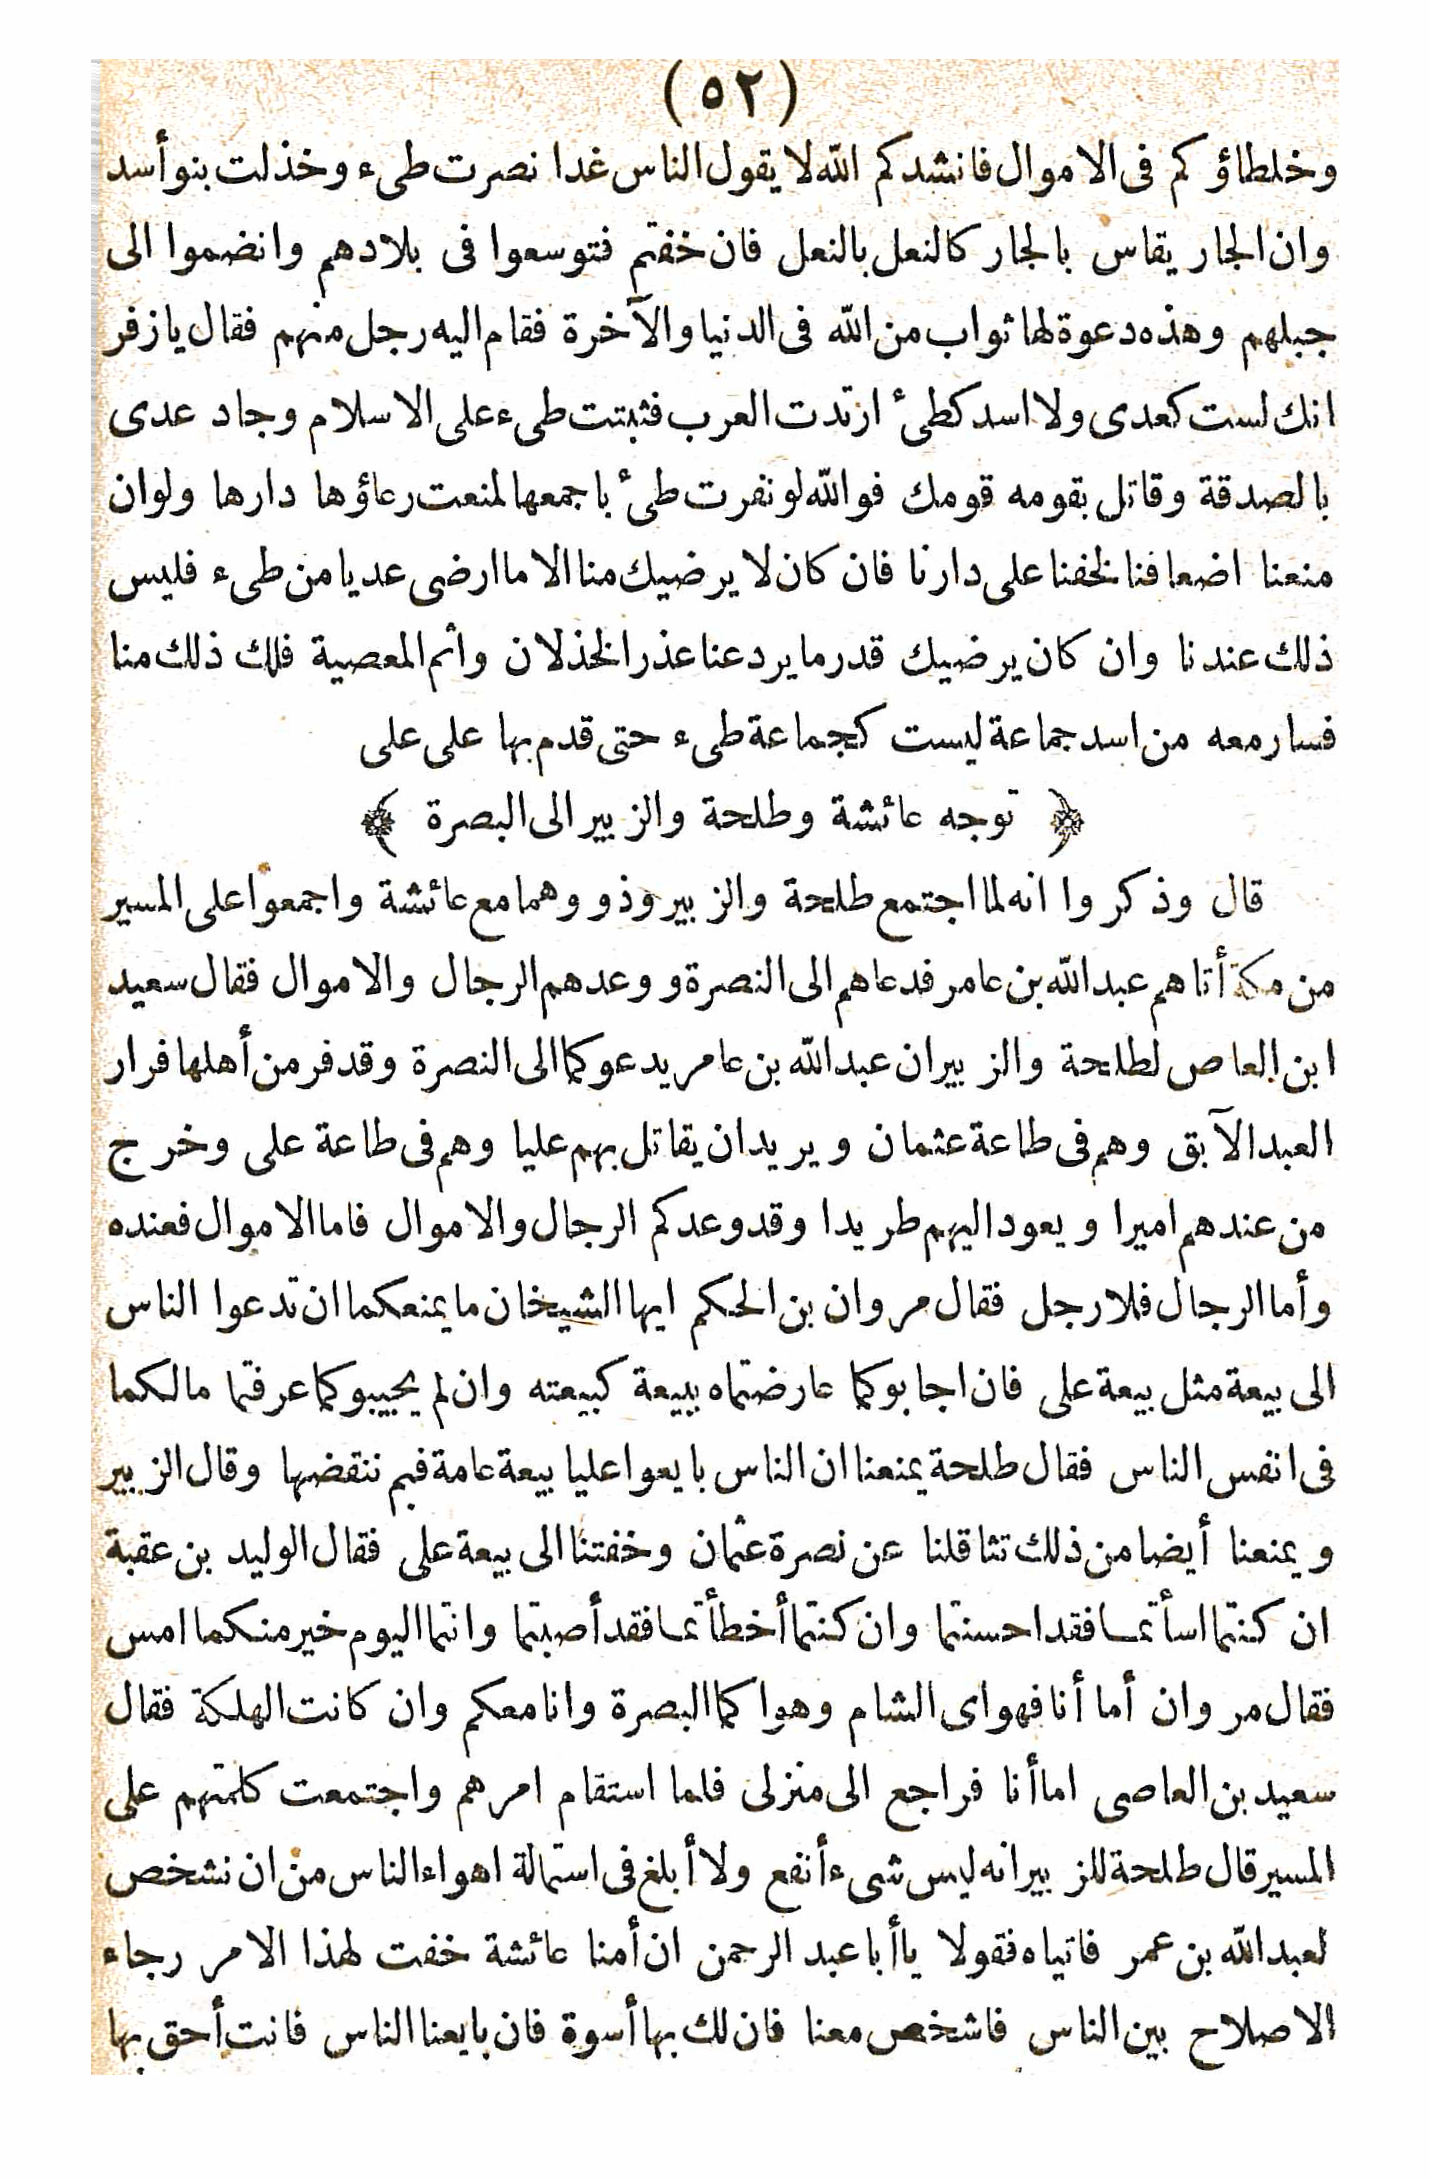 (٥٢)
وخلطاؤكم فى الاموال فانشدكم الله لا يقول الناس غدا نصرت طىء وخذلت بنو أسد
وان الجار يقاس بالجار كالنعل بالنعل فان خفتم فتوسعوا فى بلادهم وانضموا الى
جبلهم وهذه دعوة لها ثواب من الله فى الدنيا والآخرة فقام اليه رجل منهم فقال يا زفر
انك لست كعدى ولا اسد كطىٔ ارتدت العرب فثبتت طىء على الاسلام وجاد عدى
بالصدقة وقاتل بقومه قومك فوالله لو نفرت طىٔ باجمعها لمنعت رعاؤها دارها ولو ان
منعنا اضعافنا لخفنا على دارنا فان كان لا يرضيك منا الا ما ارضى عديا من طىء فليس
ذلك عندنا وان كان يرضيك قدر ما يرد عنا عذر الخذلان واثم المعصية فلك ذلك منا
فسار معه من اسد جماعة ليست كجماعة طىء حتى قدم بها على على
﴿ توجه عائشة وطلحة والزبير الى البصرة ﴾
قال وذكروا انه لما اجتمع طلحة والزبير وذووهما مع عائشة واجمعوا على المسير
من مكة أتاهم عبد الله بن عامر فدعاهم الى النصرة ووعدهم الرجال والاموال فقال سعيد
ابن العاص لطلحة والزبير ان عبد الله بن عامر يدعوكما الى النصرة وقد فر من أهلها فرار
العبد الآبق وهم فى طاعة عثمان ويريد ان يقاتل بهم عليا وهم فى طاعة على وخرج
من عندهم اميرا ويعود اليهم طريدا وقد وعدكم الرجال والاموال فاما الاموال فعنده
وأما الرجال فلا رجل فقال مروان بن الحكم ايها الشيخان ما يمنعكما ان تدعوا الناس
الى بيعة مثل بيعة على فان اجابوكما عارضتماه ببيعة كبيعته وان لم يجيبوكما عرفتما مالكما
فى انفس الناس فقال طلحة يمنعنا ان الناس بايعوا عليا بيعة عامة فبم ننقضها وقال الزبير
ويمنعنا أيضا من ذلك تثاقلنا عن نصرة عثمان وخفتنا الى بيعة على فقال الوليد بن عقبة
ان كنتما اسأتما فقد احسنتما وان كنتما أخطأتما فقد أصبتما وانتما اليوم خير منكما امس
فقال مروان أما أنا فهواى الشام وهواكما البصرة وانا معكم وان كانت الهلكة فقال
سعيد بن العاصى اما أنا فراجع الى منزلى فلما استقام امرهم واجتمعت كلمتهم على
المسير قال طلحة للزبير انه ليس شىء أنفع ولا أبلغ فى استمالة اهواء الناس من ان نشخص
لعبد الله بن عمر فاتياه فقولا يا أبا عبد الرحمن ان أمنا عائشة خفت لهذا الامر رجاء
الاصلاح بين الناس فاشخص معنا فان لك بها أسوة فان بايعنا الناس فانت أحق بها